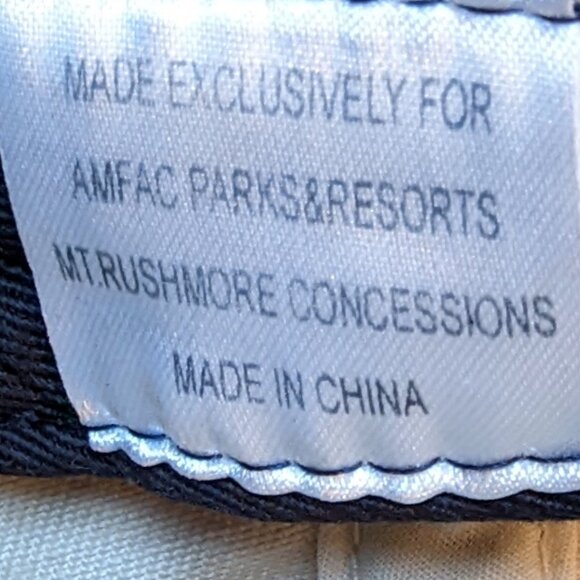 MADE EXCLUSIVELY FOR
AMFAC PARKS&RESORTS
MT.RUSHMORE CONCESSIONS
MADE IN CHINA